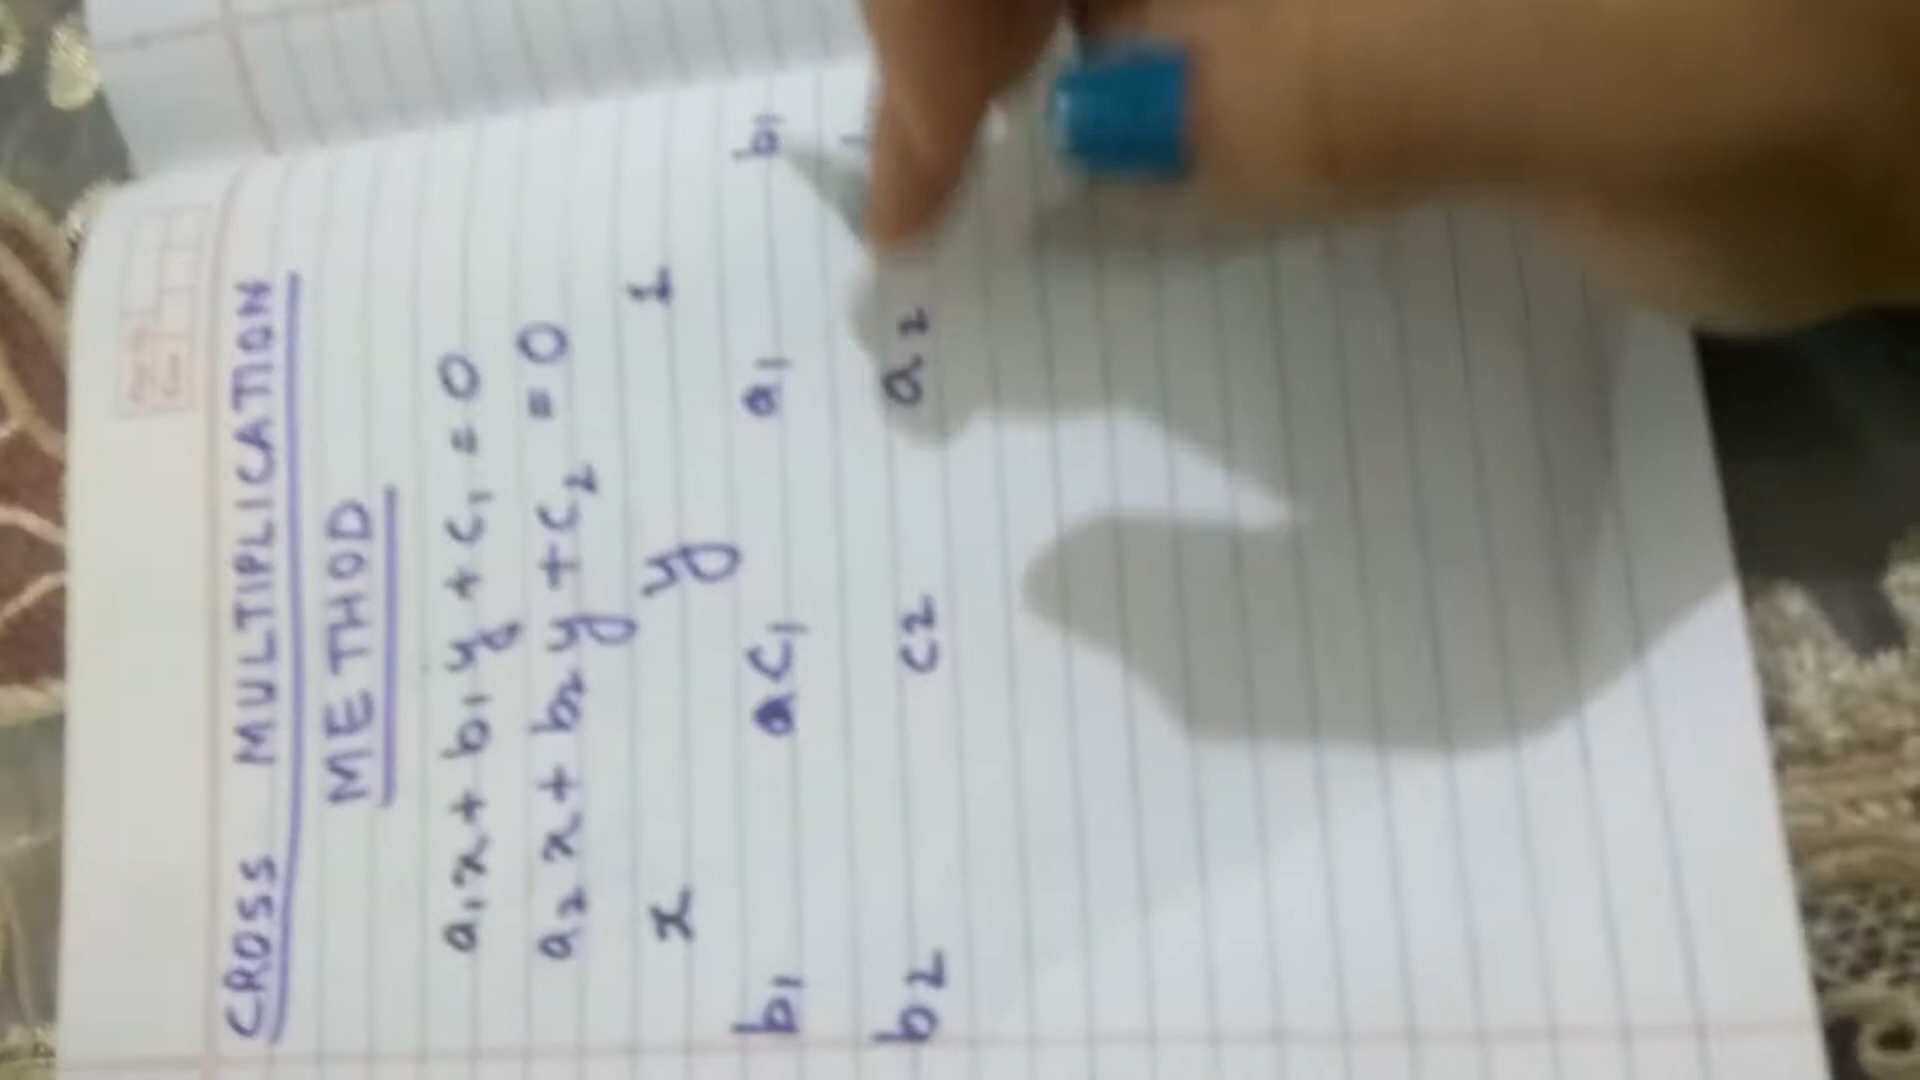 CROSS MULTIPLICATION
METHOD
a₁x + b₁y + c₁ = 0
a₂x + b₂y + c₂ = 0
x y 1
b₁ c₁ a₁ b₁
b₂ c₂ a₂